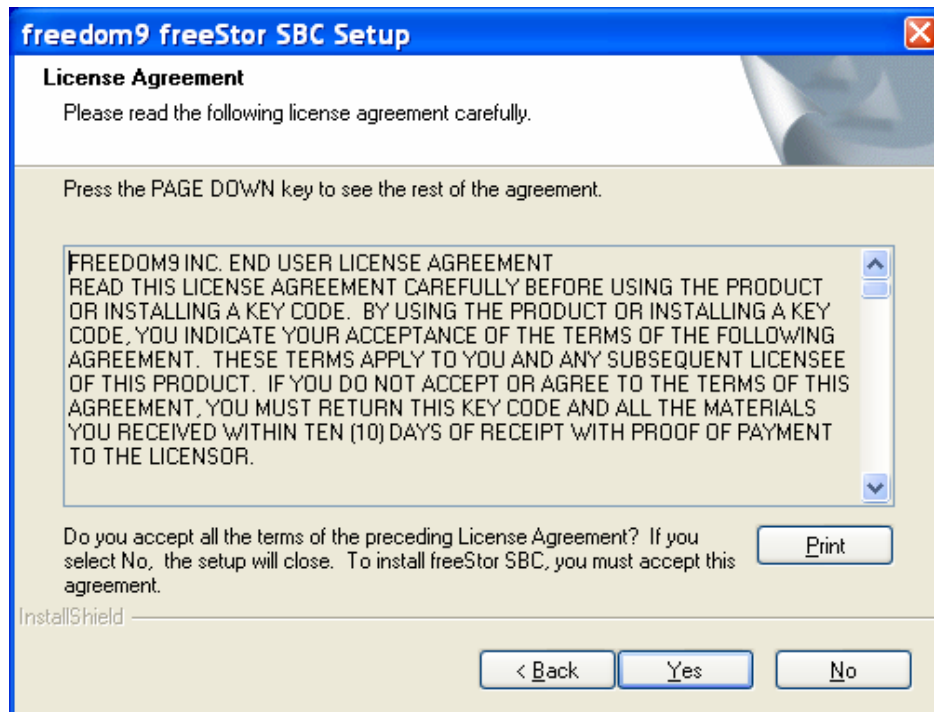 freedom9 freeStor SBC Setup
License Agreement
Please read the following license agreement carefully.
Press the PAGE DOWN key to see the rest of the agreement.
FREEDOM9 INC. END USER LICENSE AGREEMENT
READ THIS LICENSE AGREEMENT CAREFULLY BEFORE USING THE PRODUCT
OR INSTALLING A KEY CODE.  BY USING THE PRODUCT OR INSTALLING A KEY
CODE, YOU INDICATE YOUR ACCEPTANCE OF THE TERMS OF THE FOLLOWING
AGREEMENT.  THESE TERMS APPLY TO YOU AND ANY SUBSEQUENT LICENSEE
OF THIS PRODUCT.  IF YOU DO NOT ACCEPT OR AGREE TO THE TERMS OF THIS
AGREEMENT, YOU MUST RETURN THIS KEY CODE AND ALL THE MATERIALS
YOU RECEIVED WITHIN TEN (10) DAYS OF RECEIPT WITH PROOF OF PAYMENT
TO THE LICENSOR.
Do you accept all the terms of the preceding License Agreement?  If you
select No,  the setup will close.  To install freeStor SBC, you must accept this
agreement.
Print
InstallShield
< Back
Yes
No